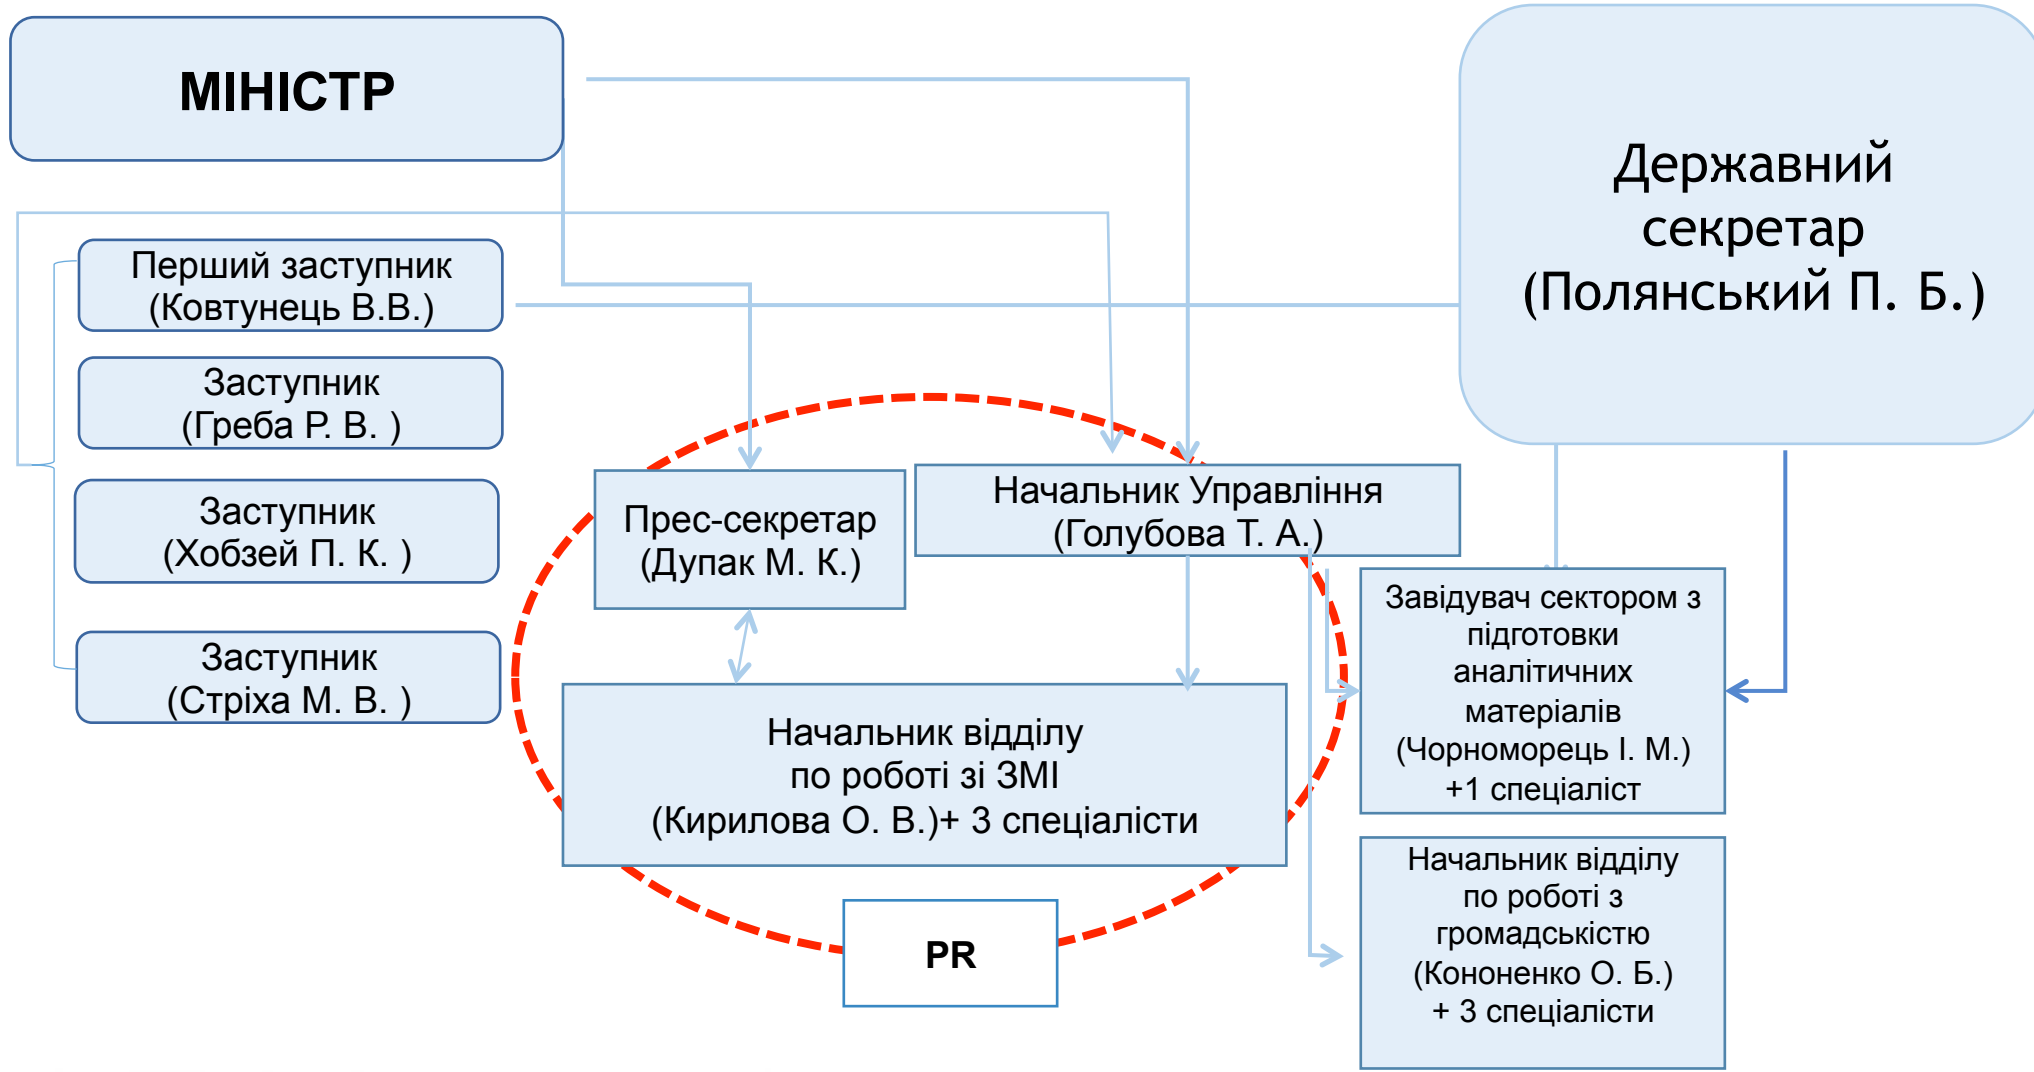 МІНІСТР
Державний
секретар
(Полянський П. Б.)
Перший заступник
(Ковтунець В.В.)
Заступник
(Греба Р. В. )
Заступник
(Хобзей П. К. )
Заступник
(Стріха М. В. )
Прес-секретар
(Дупак М. К.)
Начальник Управління
(Голубова Т. А.)
Завідувач сектором з
підготовки
аналітичних
матеріалів
(Чорноморець І. М.)
+1 спеціаліст
Начальник відділу
по роботі зі ЗМІ
(Кирилова О. В.)+ 3 спеціалісти
Начальник відділу
по роботі з
громадськістю
(Кононенко О. Б.)
+ 3 спеціалісти
PR